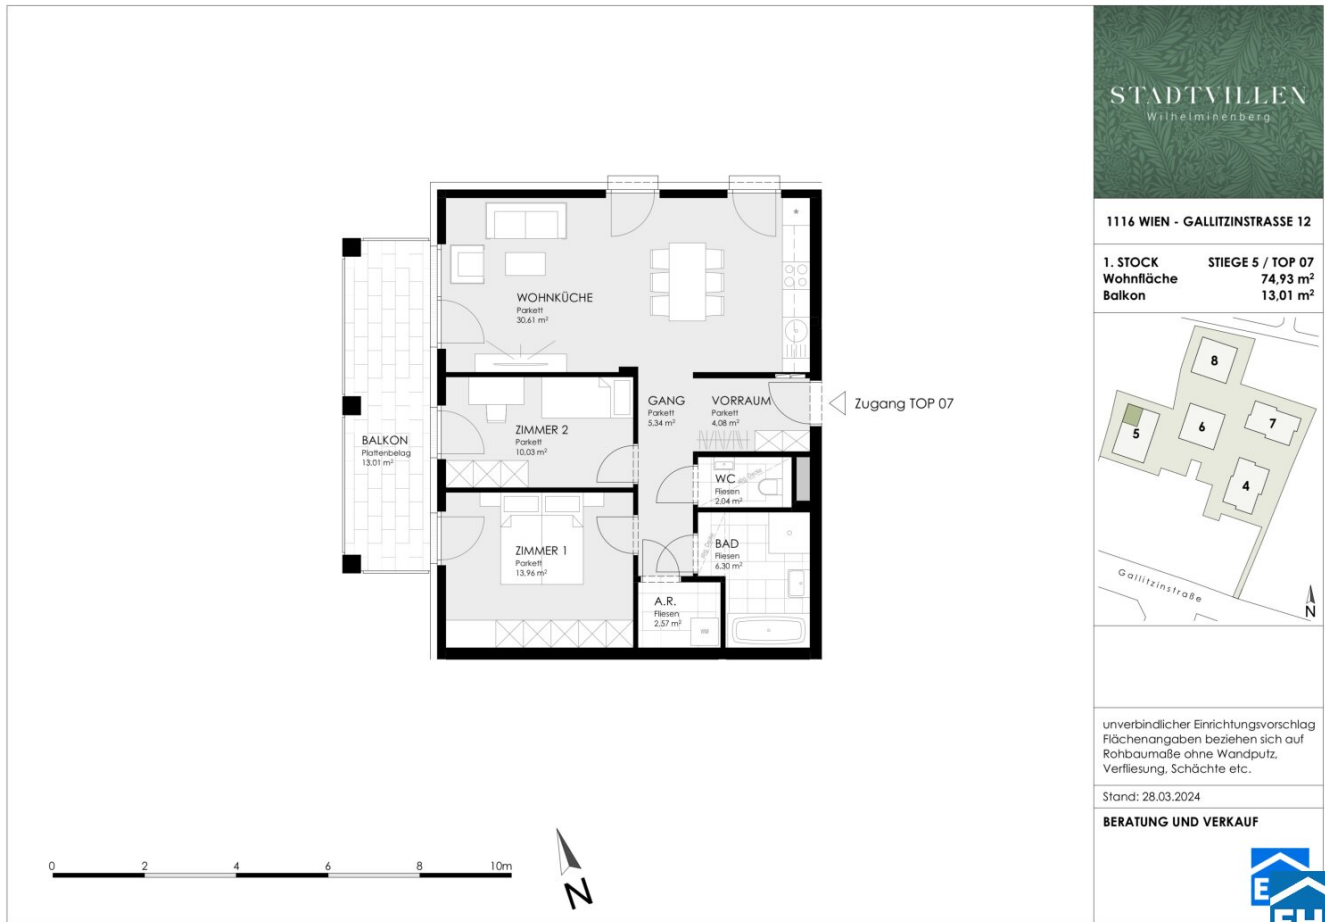 WOHNKÜCHE
Parkett
30,61 m²
GANG
Parkett
5,34 m²
VORRAUM
Parkett
4,08 m²
Zugang TOP 07
BALKON
Plattenbelag
13,01 m²
ZIMMER 2
Parkett
10,03 m²
WC
Fliesen
2,04 m²
ZIMMER 1
Parkett
13,96 m²
BAD
Fliesen
6,30 m²
A.R.
Fliesen
2,57 m²
WM
0 2 4 6 8 10m
N
STADTVILLEN
Wilhelminenberg
1116 WIEN - GALLITZINSTRASSE 12
1. STOCK STIEGE 5 / TOP 07
Wohnfläche 74,93 m²
Balkon 13,01 m²
8
5
6
7
4
Gallitzinstraße
N
unverbindlicher Einrichtungsvorschlag
Flächenangaben beziehen sich auf
Rohbaumaße ohne Wandputz,
Verfliesung, Schächte etc.
Stand: 28.03.2024
BERATUNG UND VERKAUF
E
EH